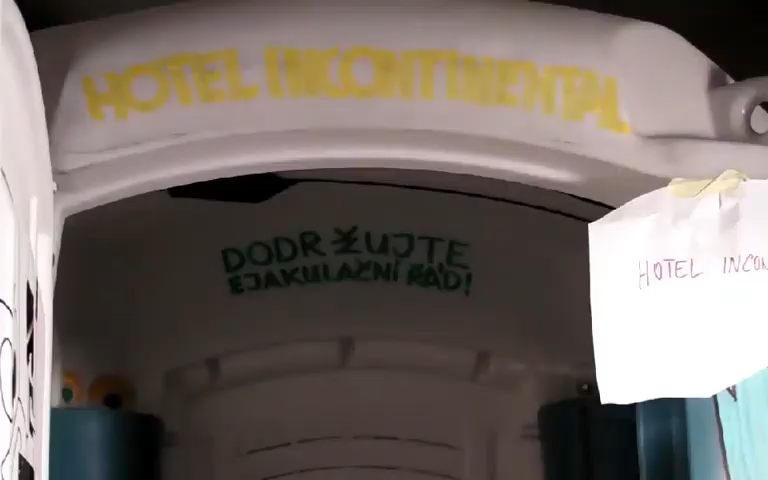 HOTEL INCONTINENTAL
DODRŽUJTE
EJAKULAČNÍ ŘÁD!
HOTEL INCON